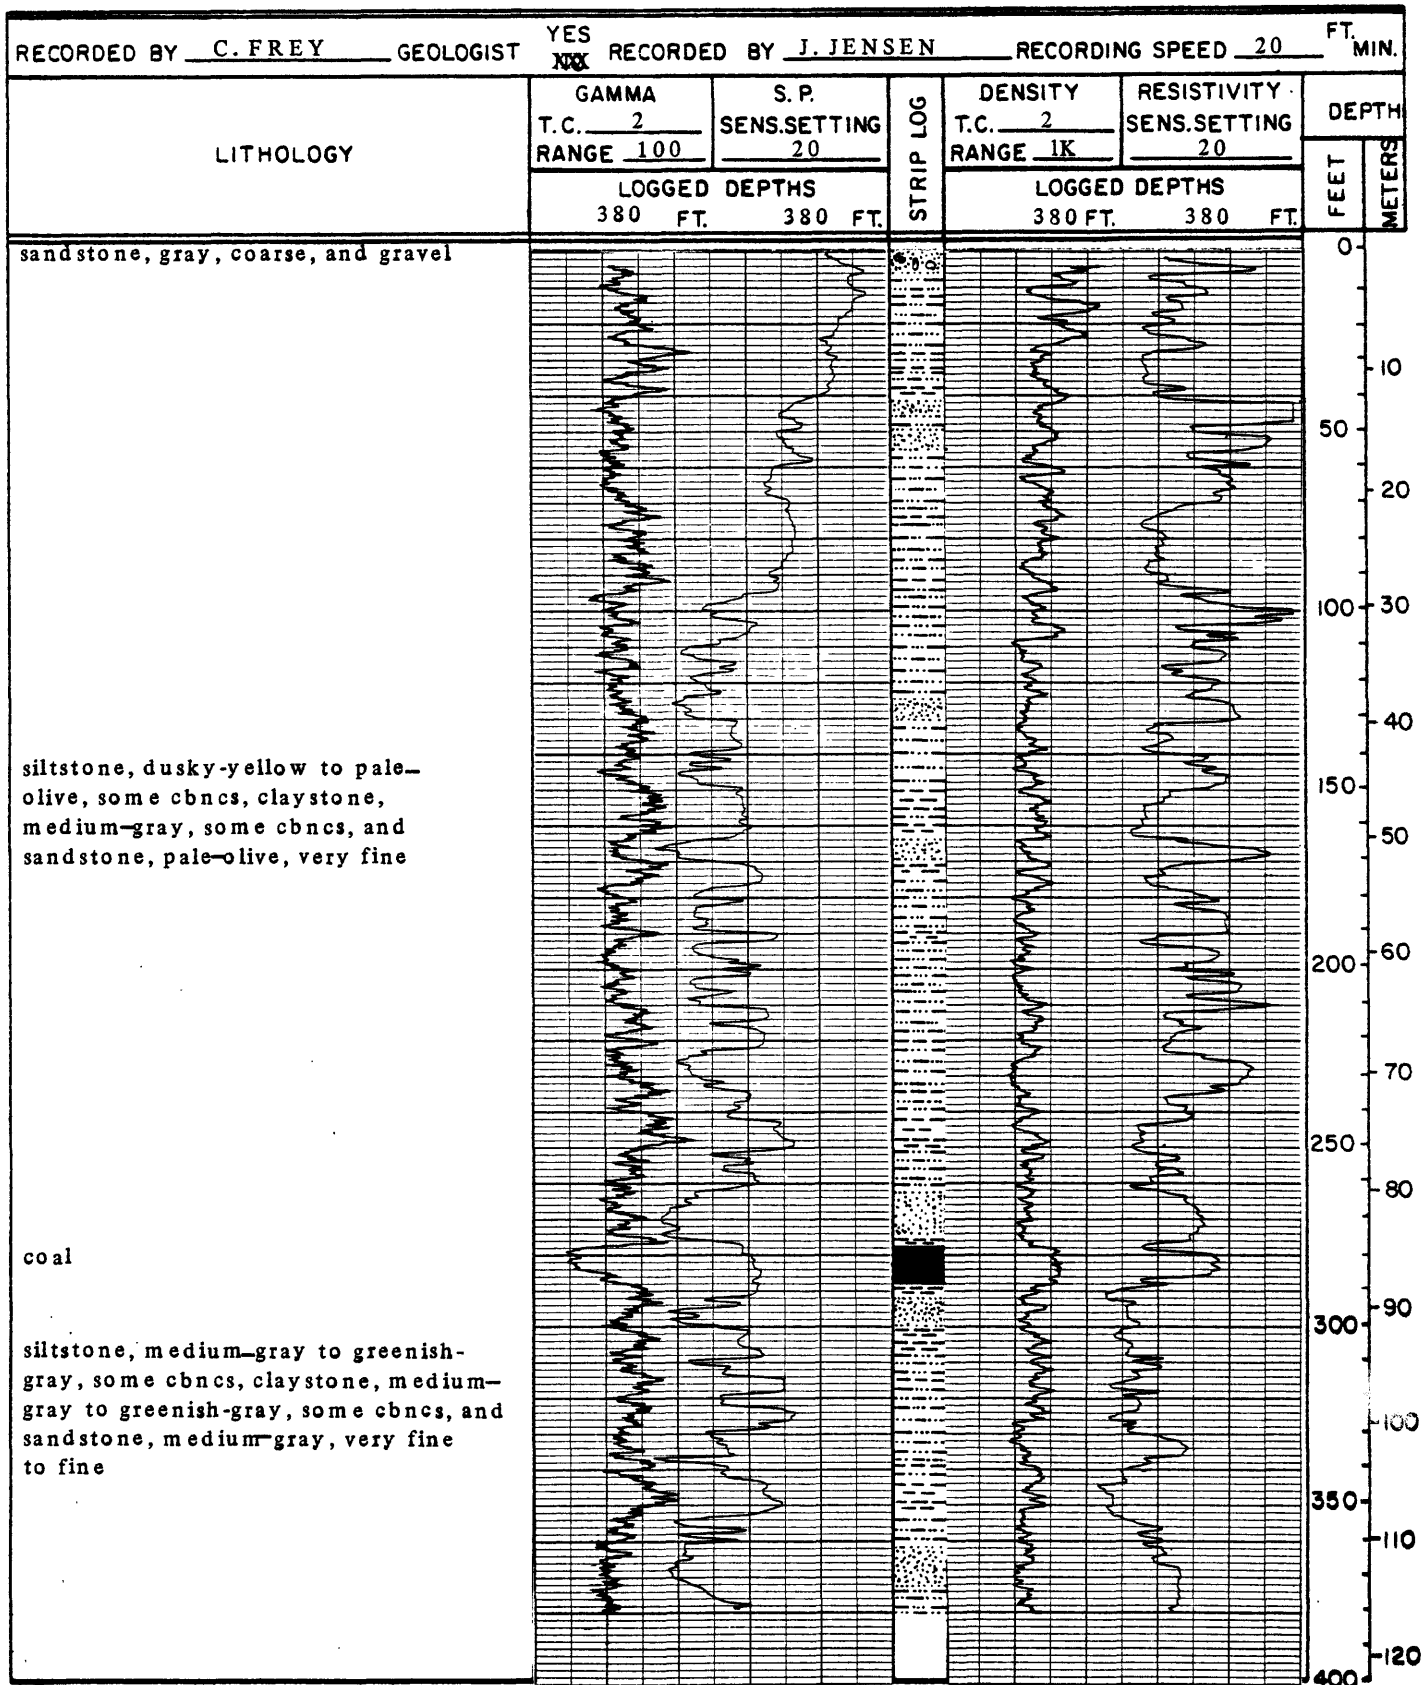 RECORDED BY C. FREY GEOLOGIST YES RECORDED BY J. JENSEN RECORDING SPEED 20 FT. MIN.
LITHOLOGY
GAMMA
T.C. 2
RANGE 100
S. P.
SENS. SETTING
20
LOGGED DEPTHS
380 FT. 380 FT.
STRIP LOG
DENSITY
T.C. 2
RANGE 1K
RESISTIVITY
SENS. SETTING
20
LOGGED DEPTHS
380 FT. 380 FT.
DEPTH
FEET
METERS
sandstone, gray, coarse, and gravel
siltstone, dusky-yellow to pale-
olive, some cbncs, claystone,
medium-gray, some cbncs, and
sandstone, pale-olive, very fine
coal
siltstone, medium-gray to greenish-
gray, some cbncs, claystone, medium-
gray to greenish-gray, some cbncs, and
sandstone, medium-gray, very fine
to fine
0
10
50
20
100
30
40
150
50
200
60
70
250
80
90
300
100
350
110
120
400